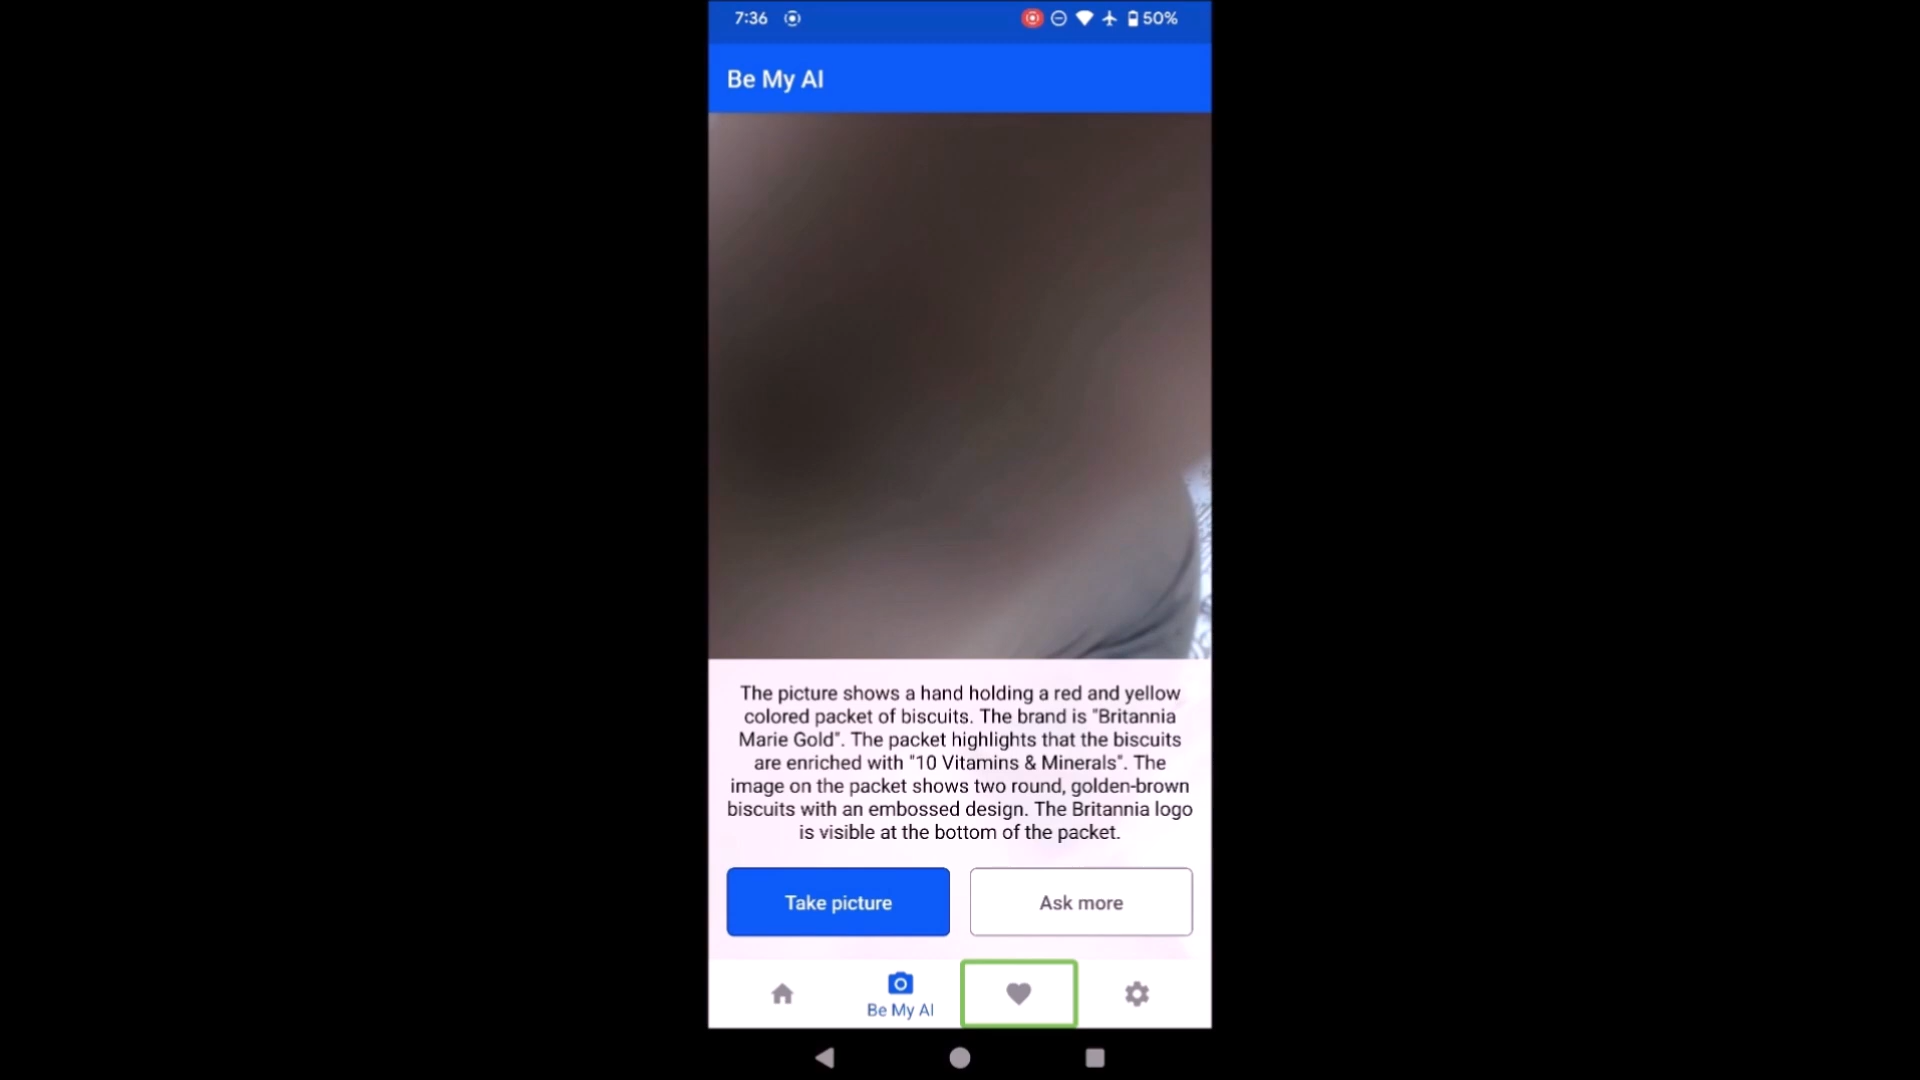 7:36
50%
Be My AI
The picture shows a hand holding a red and yellow
colored packet of biscuits. The brand is "Britannia
Marie Gold". The packet highlights that the biscuits
are enriched with "10 Vitamins & Minerals". The
image on the packet shows two round, golden-brown
biscuits with an embossed design. The Britannia logo
is visible at the bottom of the packet.
Take picture
Ask more
Be My AI